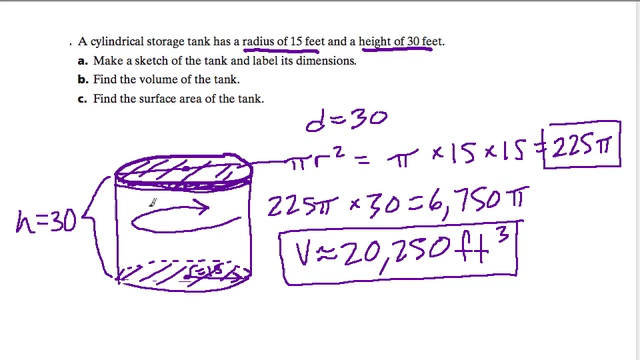 . A cylindrical storage tank has a radius of 15 feet and a height of 30 feet.
a. Make a sketch of the tank and label its dimensions.
b. Find the volume of the tank.
c. Find the surface area of the tank.
d=30
πr² = π × 15 × 15 = 225π
225π × 30 = 6,750π
h=30
V≈20,250 ft³
r=15